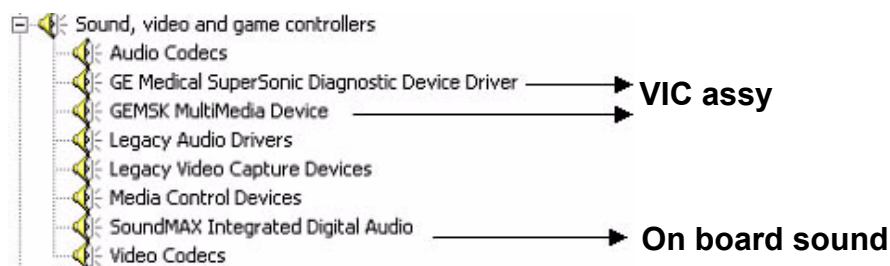 Sound, video and game controllers
Audio Codecs
GE Medical SuperSonic Diagnostic Device Driver
VIC assy
GEMSK MultiMedia Device
Legacy Audio Drivers
Legacy Video Capture Devices
Media Control Devices
SoundMAX Integrated Digital Audio
On board sound
Video Codecs